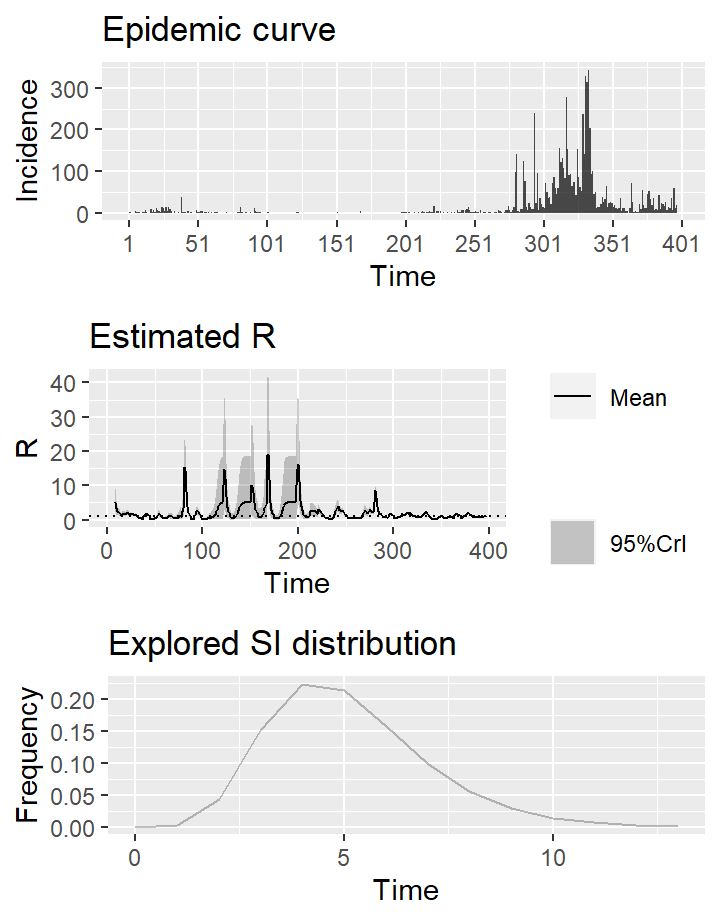 Epidemic curve
Incidence
300
200
100
0
1 51 101 151 201 251 301 351 401
Time
Estimated R
R
40
30
20
10
0
0 100 200 300 400
Time
Mean
95%CrI
Explored SI distribution
Frequency
0.20
0.15
0.10
0.05
0.00
0 5 10
Time